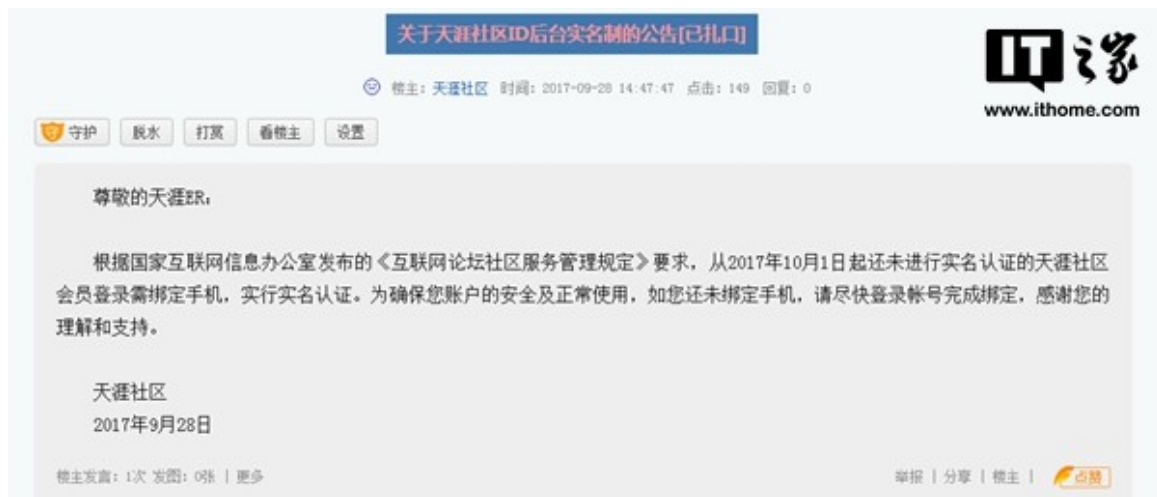 关于天涯社区ID后台实名制的公告[已扎口]
IT之家
www.ithome.com
楼主：天涯社区 时间：2017-09-28 14:47:47 点击：149 回复：0
守护 脱水 打赏 看楼主 设置
尊敬的天涯ER：
根据国家互联网信息办公室发布的《互联网论坛社区服务管理规定》要求，从2017年10月1日起还未进行实名认证的天涯社区
会员登录需绑定手机，实行实名认证。为确保您账户的安全及正常使用，如您还未绑定手机，请尽快登录帐号完成绑定，感谢您的
理解和支持。
天涯社区
2017年9月28日
楼主发言：1次 发图：0张 | 更多
举报 | 分享 | 楼主 | 点赞